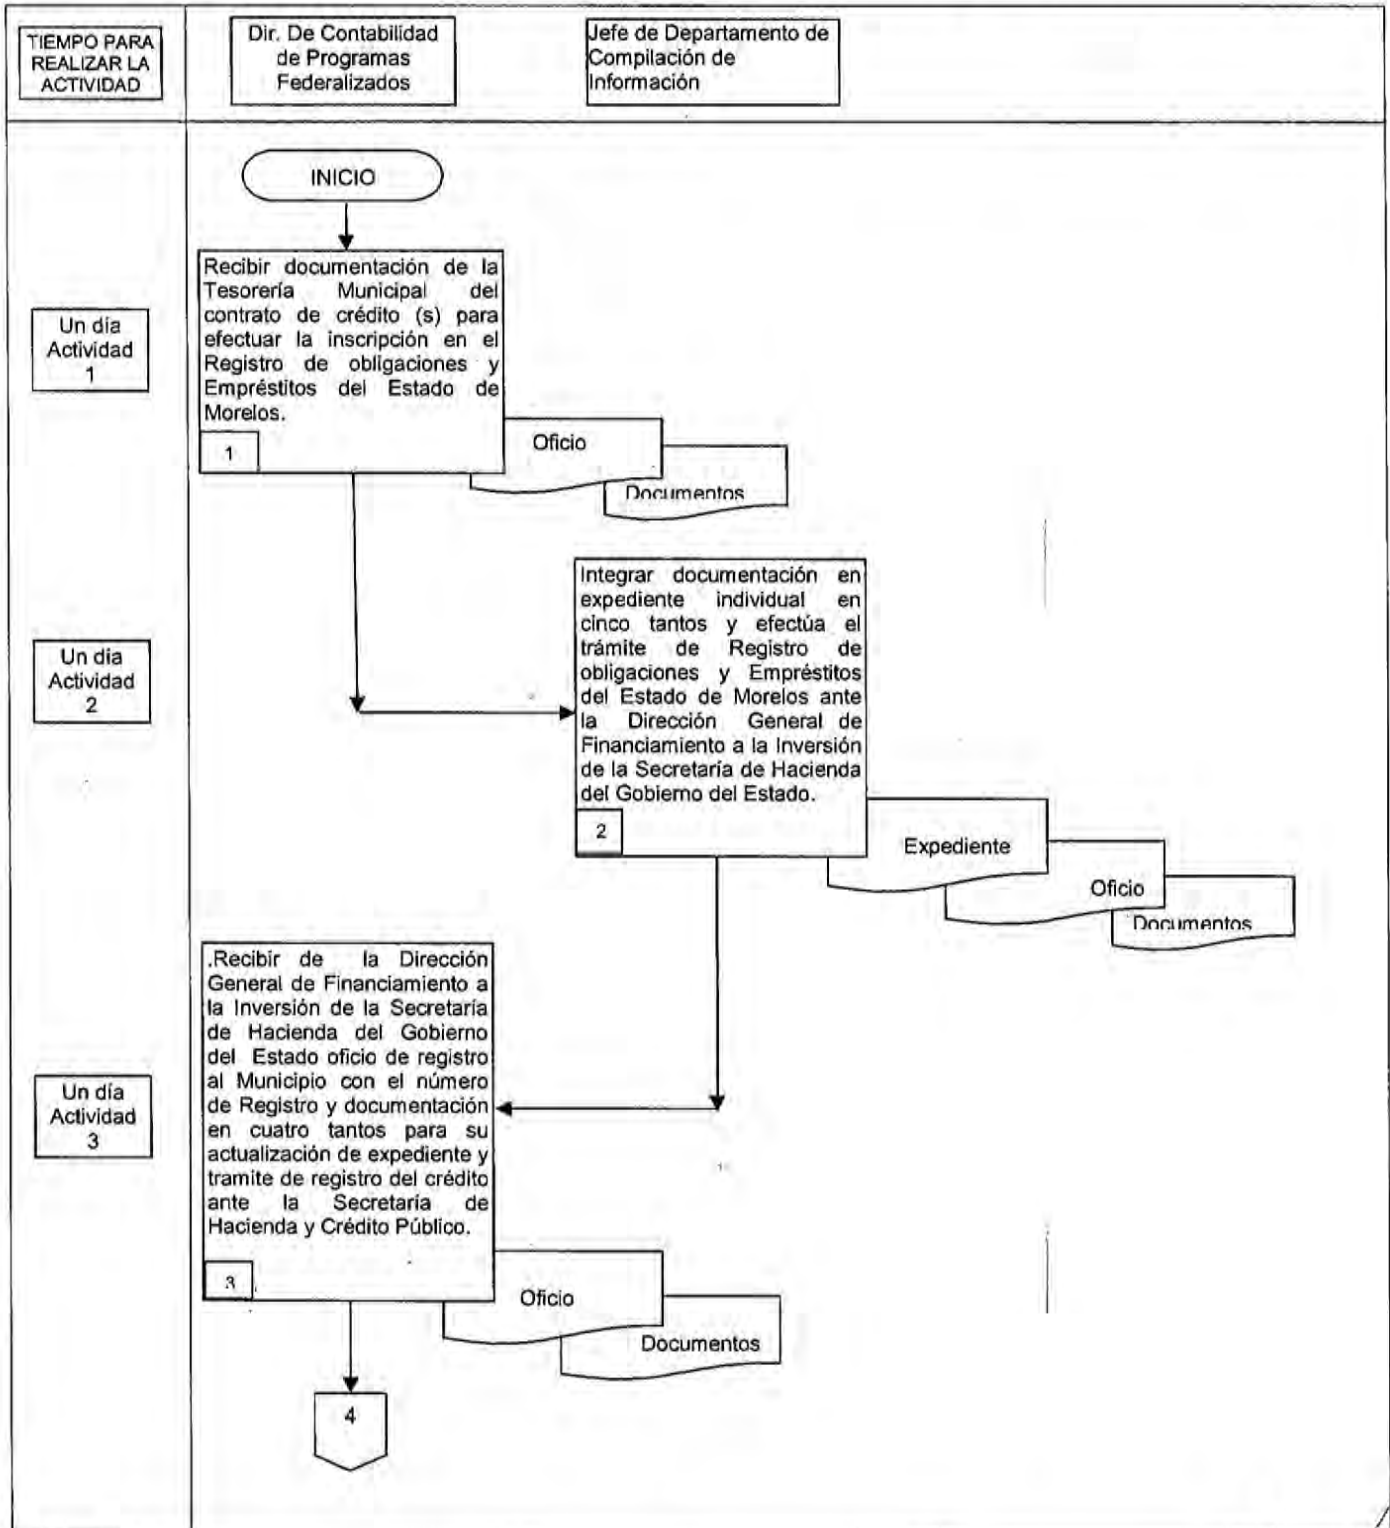 TIEMPO PARA
REALIZAR LA
ACTIVIDAD
Dir. De Contabilidad
de Programas
Federalizados
Jefe de Departamento de
Compilación de
Información
INICIO
Un día
Actividad
1
Recibir documentación de la
Tesorería Municipal del
contrato de crédito (s) para
efectuar la inscripción en el
Registro de obligaciones y
Empréstitos del Estado de
Morelos.
1
Oficio
Documentos
Un día
Actividad
2
Integrar documentación en
expediente individual en
cinco tantos y efectúa el
trámite de Registro de
obligaciones y Empréstitos
del Estado de Morelos ante
la Dirección General de
Financiamiento a la Inversión
de la Secretaría de Hacienda
del Gobierno del Estado.
2
Expediente
Oficio
Documentos
Un día
Actividad
3
.Recibir de la Dirección
General de Financiamiento a
la Inversión de la Secretaría
de Hacienda del Gobierno
del Estado oficio de registro
al Municipio con el número
de Registro y documentación
en cuatro tantos para su
actualización de expediente y
tramite de registro del crédito
ante la Secretaría de
Hacienda y Crédito Público.
3
Oficio
Documentos
4